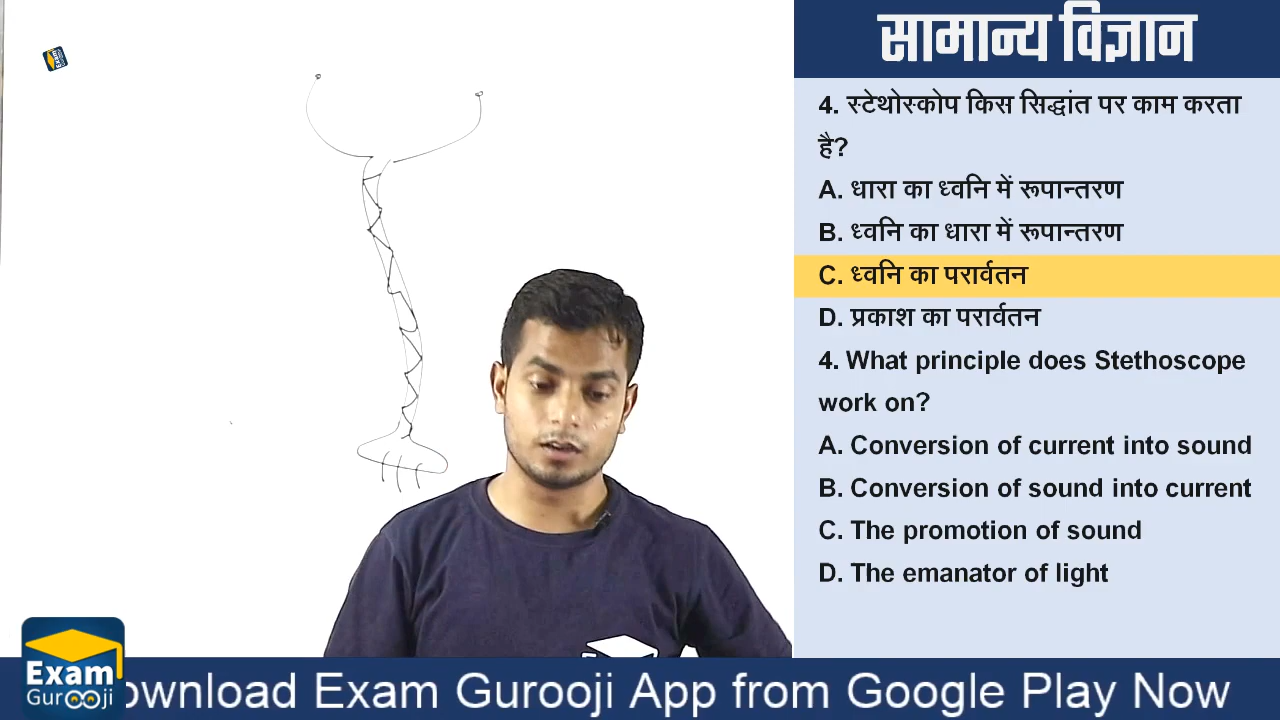 सामान्य विज्ञान
4. स्टेथोस्कोप किस सिद्धांत पर काम करता
है?
A. धारा का ध्वनि में रूपान्तरण
B. ध्वनि का धारा में रूपान्तरण
C. ध्वनि का परार्वतन
D. प्रकाश का परार्वतन
4. What principle does Stethoscope
work on?
A. Conversion of current into sound
B. Conversion of sound into current
C. The promotion of sound
D. The emanator of light
Exam
Gurooji
ownload Exam Gurooji App from Google Play Now